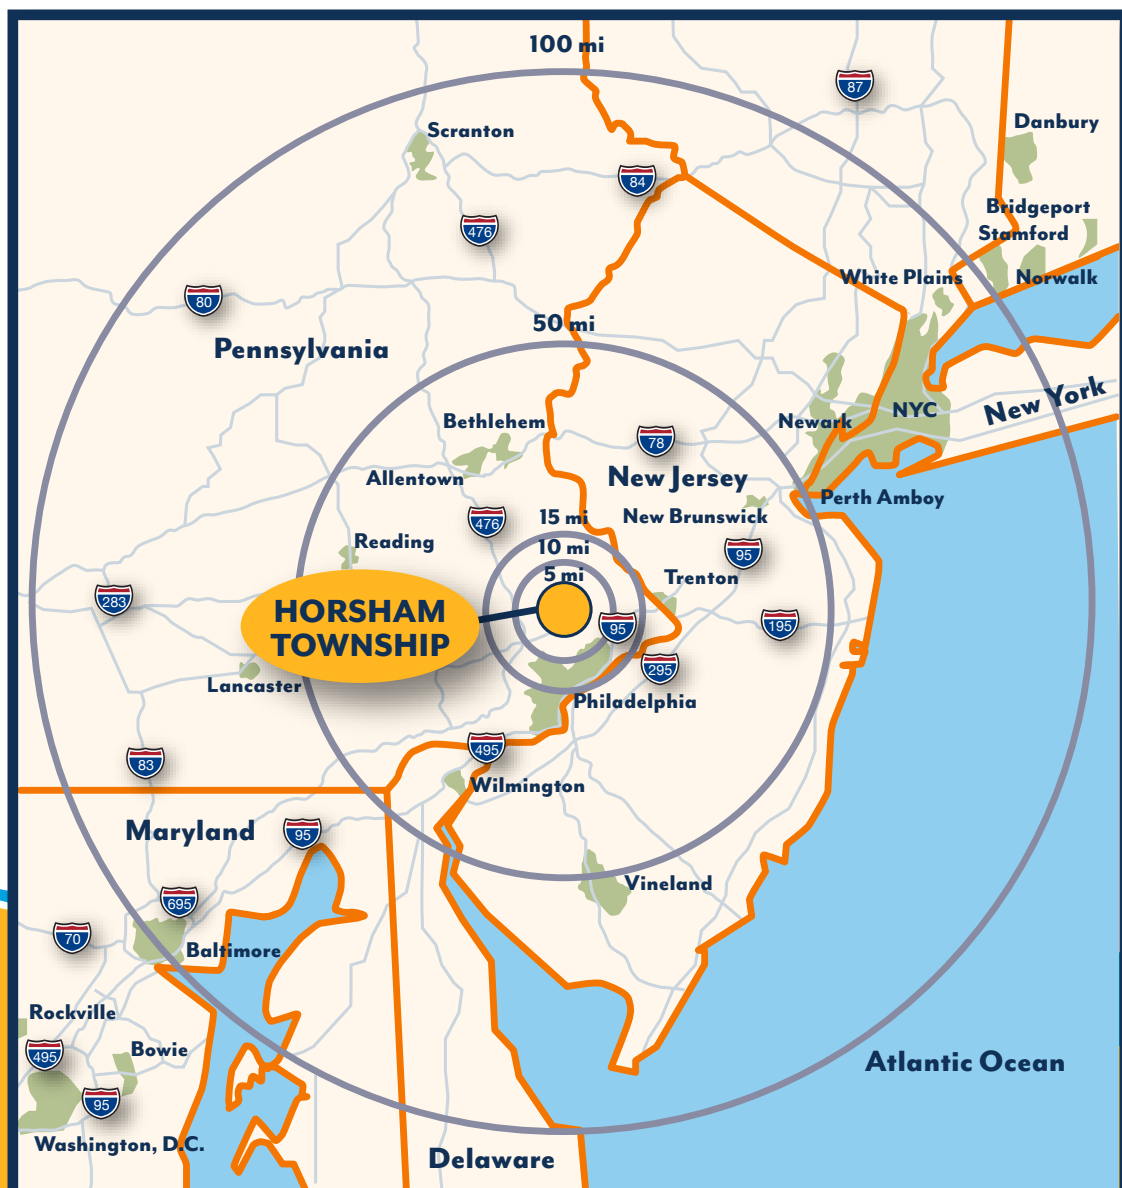 100 mi
87
Danbury
Scranton
84
Bridgeport
476
Stamford
White Plains
Norwalk
80
50 mi
Pennsylvania
New York
NYC
Bethlehem
Newark
78
Allentown
New Jersey
Perth Amboy
15 mi
New Brunswick
476
Reading
10 mi
95
5 mi
Trenton
283
HORSHAM
TOWNSHIP
95
195
295
Lancaster
Philadelphia
495
83
Wilmington
Maryland
95
Vineland
695
70
Baltimore
Rockville
495
Bowie
Atlantic Ocean
95
Washington, D.C.
Delaware